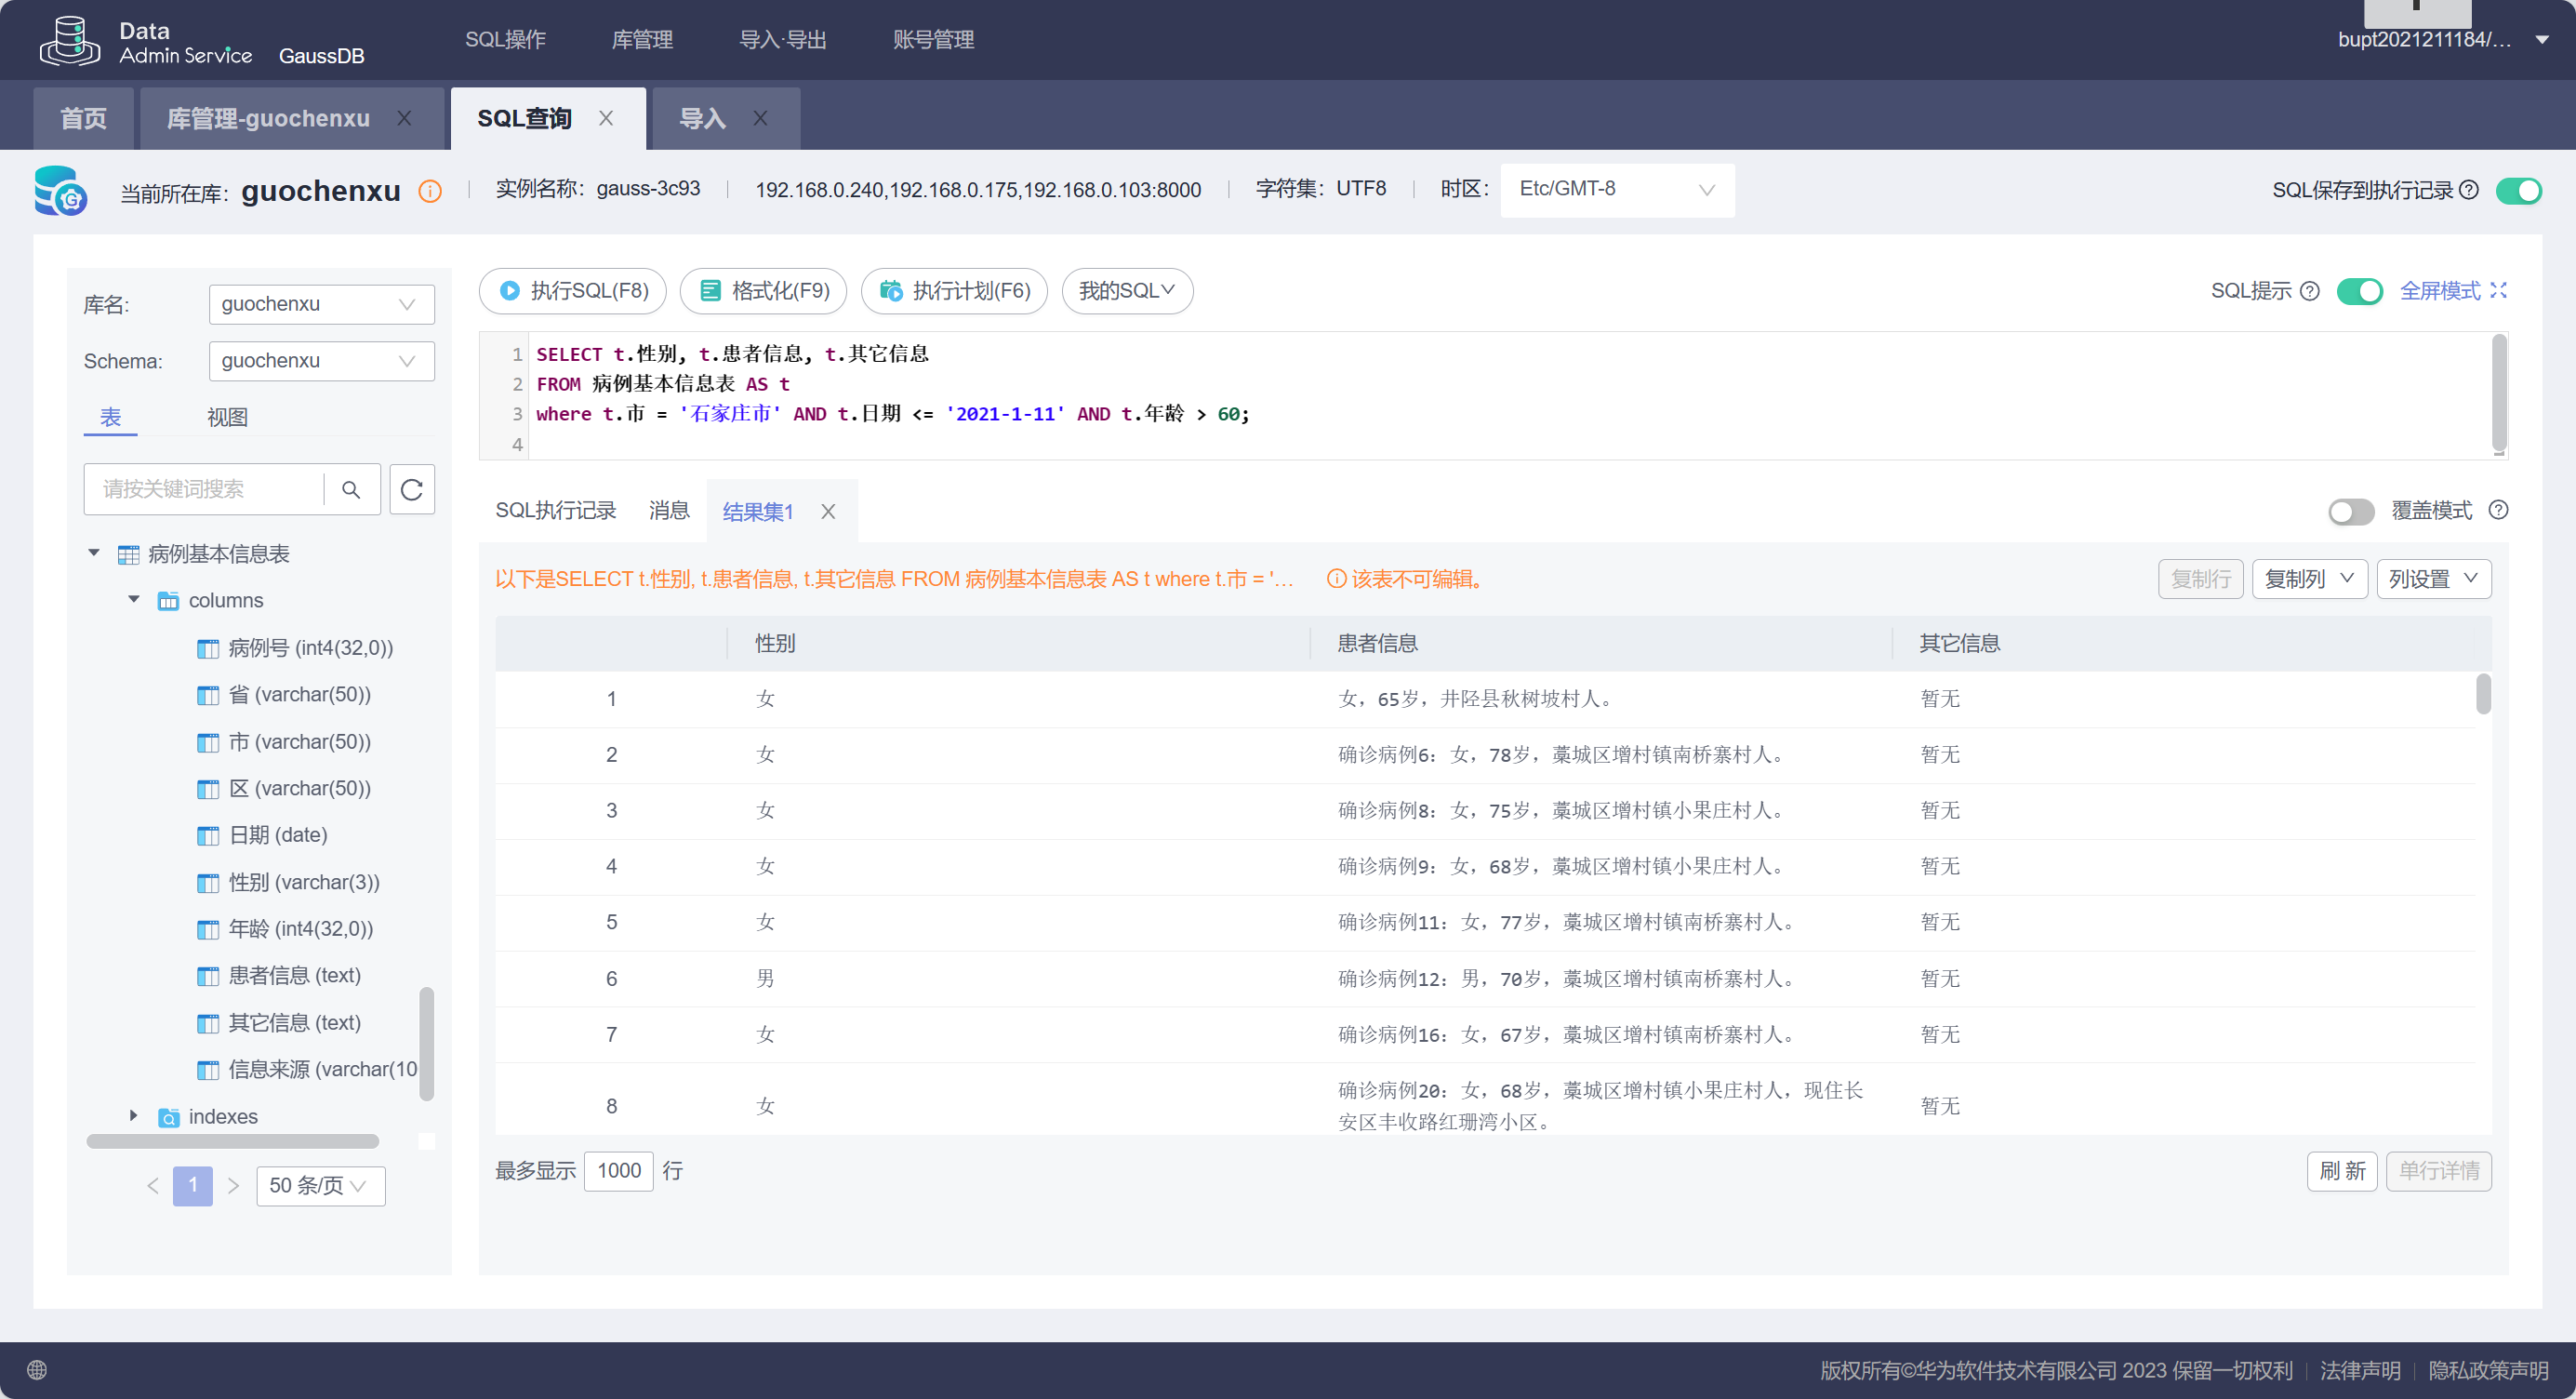 Data
Admin Service
GaussDB
SQL操作
库管理
导入·导出
账号管理
bupt2021211184/...
首页
库管理-guochenxu
SQL查询
导入
当前所在库：guochenxu
实例名称：gauss-3c93
192.168.0.240,192.168.0.175,192.168.0.103:8000
字符集：UTF8
时区：
Etc/GMT-8
SQL保存到执行记录
库名:
guochenxu
Schema:
guochenxu
表
视图
请按关键词搜索
病例基本信息表
columns
病例号 (int4(32,0))
省 (varchar(50))
市 (varchar(50))
区 (varchar(50))
日期 (date)
性别 (varchar(3))
年龄 (int4(32,0))
患者信息 (text)
其它信息 (text)
信息来源 (varchar(10
indexes
1
50 条/页
执行SQL(F8)
格式化(F9)
执行计划(F6)
我的SQL
SQL提示
全屏模式
1 SELECT t.性别, t.患者信息, t.其它信息
2 FROM 病例基本信息表 AS t
3 where t.市 = '石家庄市' AND t.日期 <= '2021-1-11' AND t.年龄 > 60;
4
SQL执行记录
消息
结果集1
覆盖模式
以下是SELECT t.性别, t.患者信息, t.其它信息 FROM 病例基本信息表 AS t where t.市 = '...
该表不可编辑。
复制行
复制列
列设置
性别 患者信息 其它信息
1 女 女，65岁，井陉县秋树坡村人。 暂无
2 女 确诊病例6：女，78岁，藁城区增村镇南桥寨村人。 暂无
3 女 确诊病例8：女，75岁，藁城区增村镇小果庄村人。 暂无
4 女 确诊病例9：女，68岁，藁城区增村镇小果庄村人。 暂无
5 女 确诊病例11：女，77岁，藁城区增村镇南桥寨村人。 暂无
6 男 确诊病例12：男，70岁，藁城区增村镇南桥寨村人。 暂无
7 女 确诊病例16：女，67岁，藁城区增村镇南桥寨村人。 暂无
8 女 确诊病例20：女，68岁，藁城区增村镇小果庄村人，现住长
安区丰收路红珊湾小区。 暂无
最多显示 1000 行
刷 新
单行详情
版权所有©华为软件技术有限公司 2023 保留一切权利
法律声明
隐私政策声明